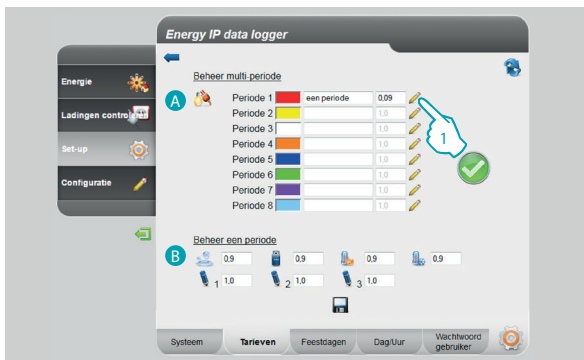 Energy IP data logger
Energie
Ladingen controleren
Set-up
Configuratie
Beheer multi-periode
A
Periode 1 een periode 0,09
Periode 2 1,0
Periode 3 1,0
Periode 4 1,0
Periode 5 1,0
Periode 6 1,0
Periode 7 1,0
Periode 8 1,0
1
Beheer een periode
B
0,9 0,9 0,9 0,9
1 1,0 2 1,0 3 1,0
Systeem Tarieven Feestdagen Dag/Uur Wachtwoord gebruiker